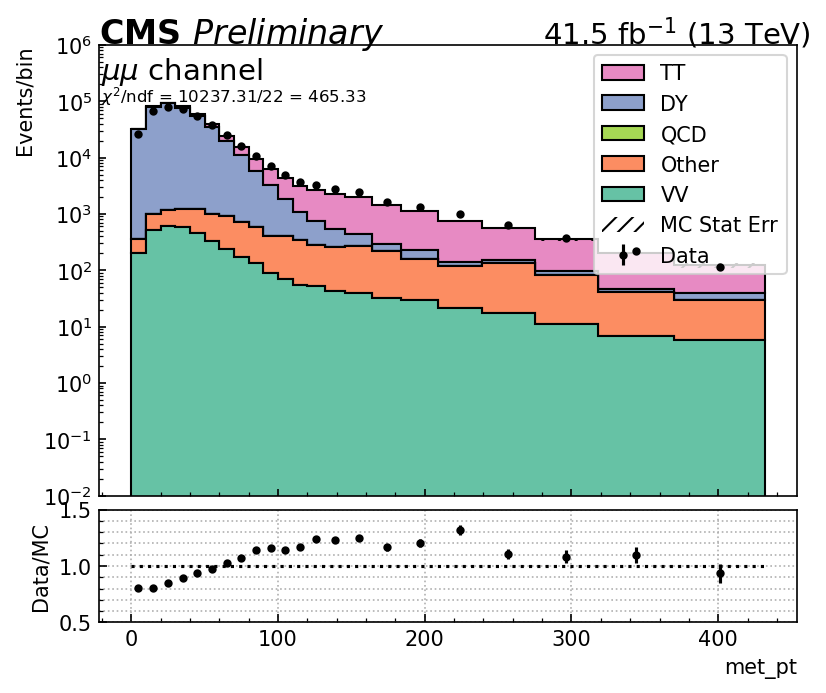 CMS Preliminary 41.5 fb⁻¹ (13 TeV)
μμ channel
χ²/ndf = 10237.31/22 = 465.33
Events/bin
10⁶
10⁵
10⁴
10³
10²
10¹
10⁰
10⁻¹
10⁻²
TT
DY
QCD
Other
VV
MC Stat Err
Data
Data/MC
1.5
1.0
0.5
0 100 200 300 400
met_pt